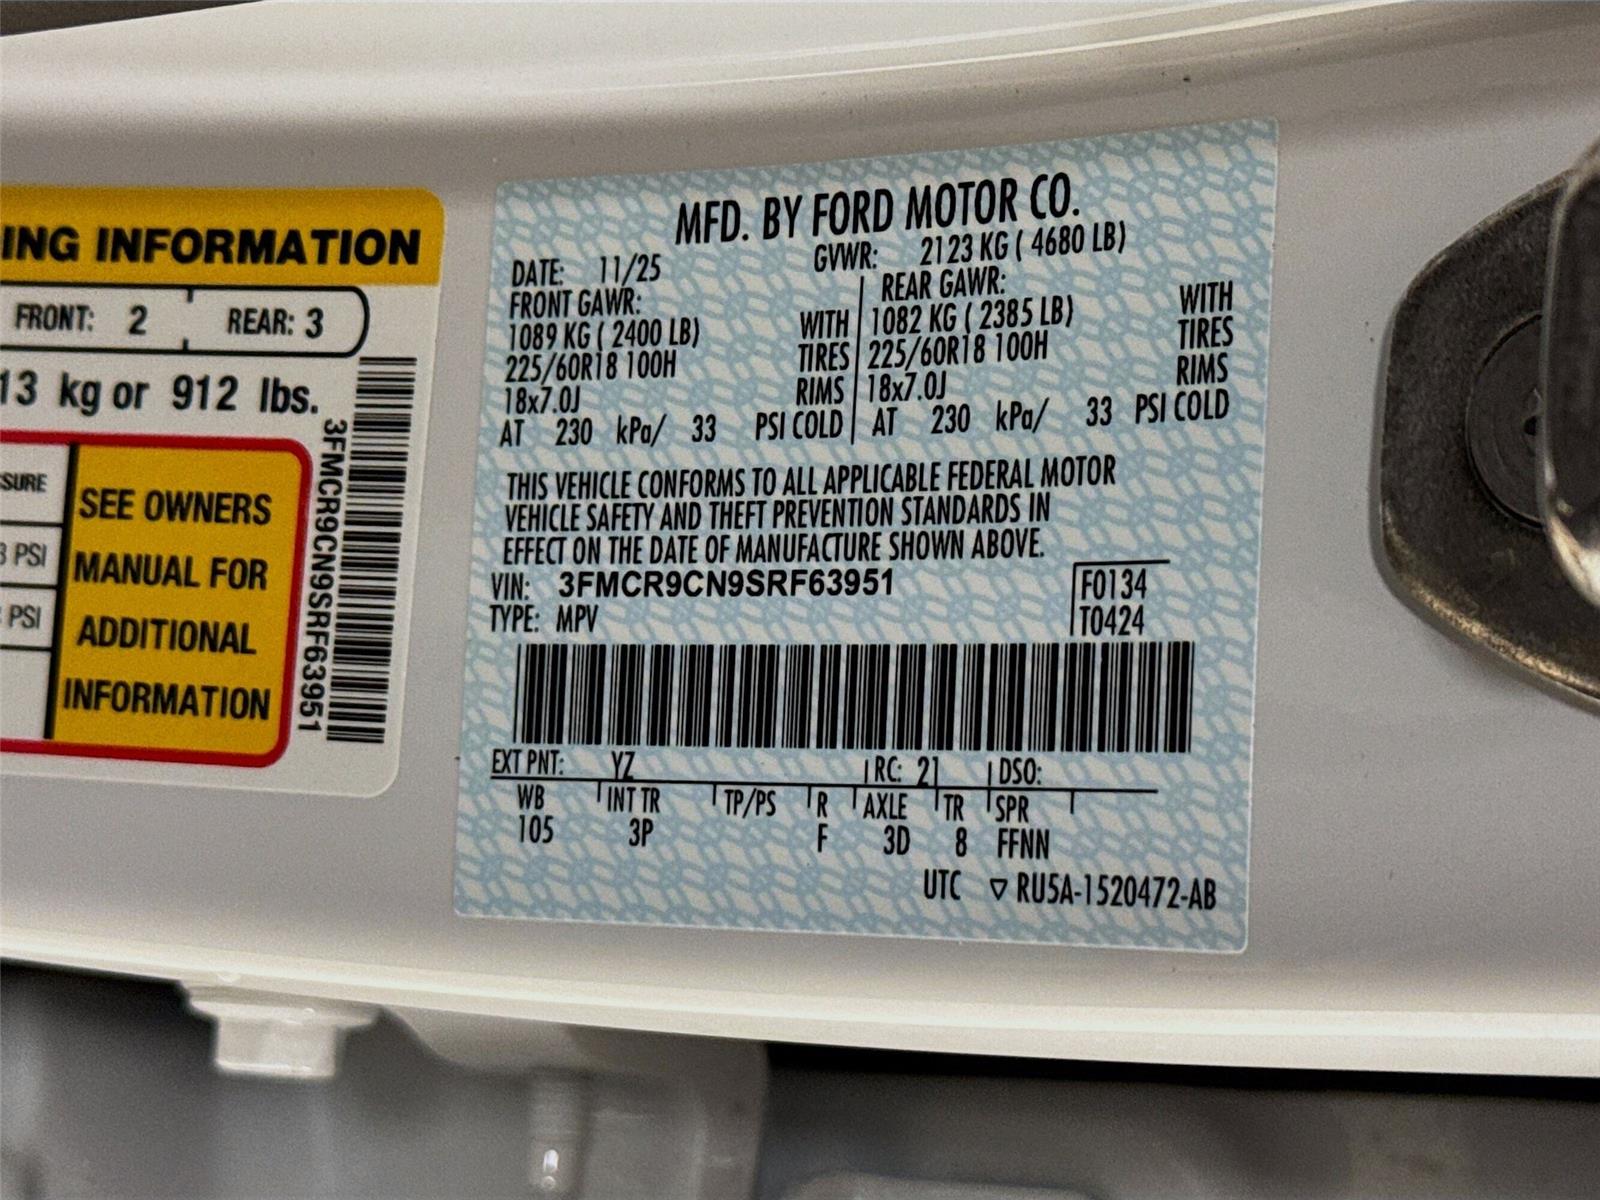 ING INFORMATION
FRONT: 2 REAR: 3
13 kg or 912 lbs.
SURE
PSI
PSI
SEE OWNERS
MANUAL FOR
ADDITIONAL
INFORMATION
3FMCR9CN9SRF63951
MFD. BY FORD MOTOR CO.
DATE: 11/25 GVWR: 2123 KG ( 4680 LB)
FRONT GAWR: REAR GAWR:
1089 KG ( 2400 LB) WITH 1082 KG ( 2385 LB) WITH
225/60R18 100H TIRES 225/60R18 100H TIRES
18x7.0J RIMS 18x7.0J RIMS
AT 230 kPa/ 33 PSI COLD AT 230 kPa/ 33 PSI COLD
THIS VEHICLE CONFORMS TO ALL APPLICABLE FEDERAL MOTOR
VEHICLE SAFETY AND THEFT PREVENTION STANDARDS IN
EFFECT ON THE DATE OF MANUFACTURE SHOWN ABOVE.
VIN: 3FMCR9CN9SRF63951 F0134
TYPE: MPV T0424
EXT PNT: YZ RC: 21 DSO:
WB INT TR TP/PS R AXLE TR SPR
105 3P F 3D 8 FFNN
UTC ▽ RU5A-1520472-AB